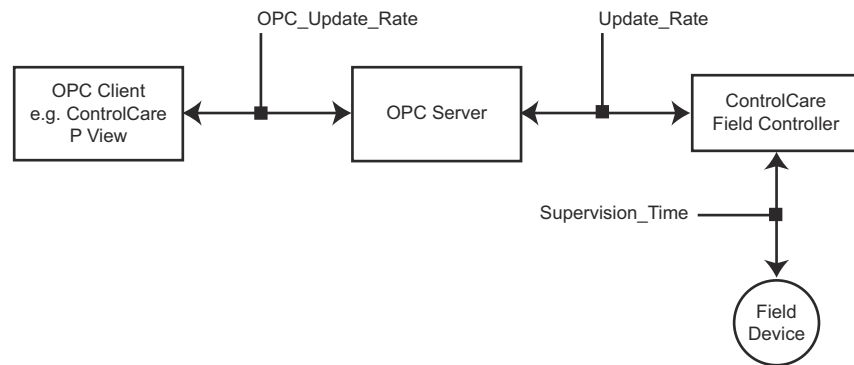 OPC_Update_Rate
Update_Rate
OPC Client
e.g. ControlCare
P View
OPC Server
ControlCare
Field Controller
Supervision_Time
Field
Device